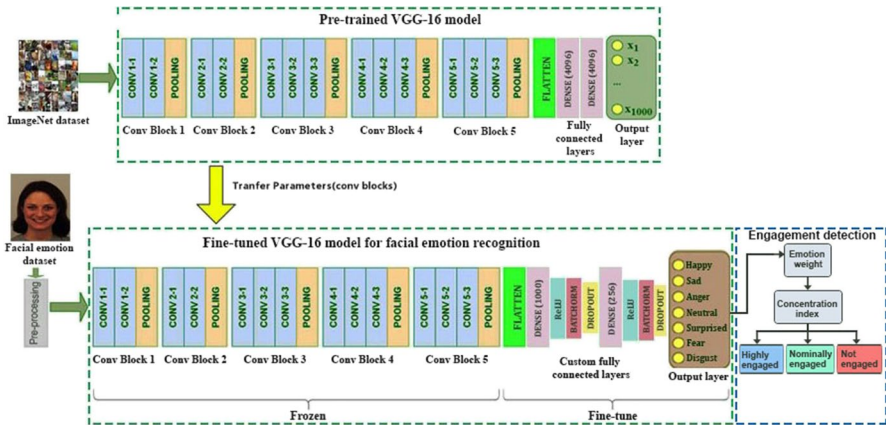 Pre-trained VGG-16 model
CONV 1-1
CONV 1-2
POOLING
CONV 2-1
CONV 2-2
POOLING
CONV 3-1
CONV 3-2
CONV 3-3
POOLING
CONV 4-1
CONV 4-2
CONV 4-3
POOLING
CONV 5-1
CONV 5-2
CONV 5-3
POOLING
FLATTEN
DENSE (4096)
DENSE (4096)
x1
x2
...
x1000
ImageNet dataset
Conv Block 1
Conv Block 2
Conv Block 3
Conv Block 4
Conv Block 5
Fully
connected
layers
Output
layer
Tranfer Parameters(conv blocks)
Facial emotion
dataset
Pre-processing
Fine-tuned VGG-16 model for facial emotion recognition
CONV 1-1
CONV 1-2
POOLING
CONV 2-1
CONV 2-2
POOLING
CONV 3-1
CONV 3-2
CONV 3-3
POOLING
CONV 4-1
CONV 4-2
CONV 4-3
POOLING
CONV 5-1
CONV 5-2
CONV 5-3
POOLING
FLATTEN
DENSE (1000)
ReLU
BATCHORM
DROPOUT
DENSE (256)
ReLU
BATCHORM
DROPOUT
Happy
Sad
Anger
Neutral
Surprised
Fear
Disgust
Conv Block 1
Conv Block 2
Conv Block 3
Conv Block 4
Conv Block 5
Custom fully
connected layers
Output layer
Frozen
Fine-tune
Engagement detection
Emotion
weight
Concentration
index
Highly
engaged
Nominally
engaged
Not
engaged